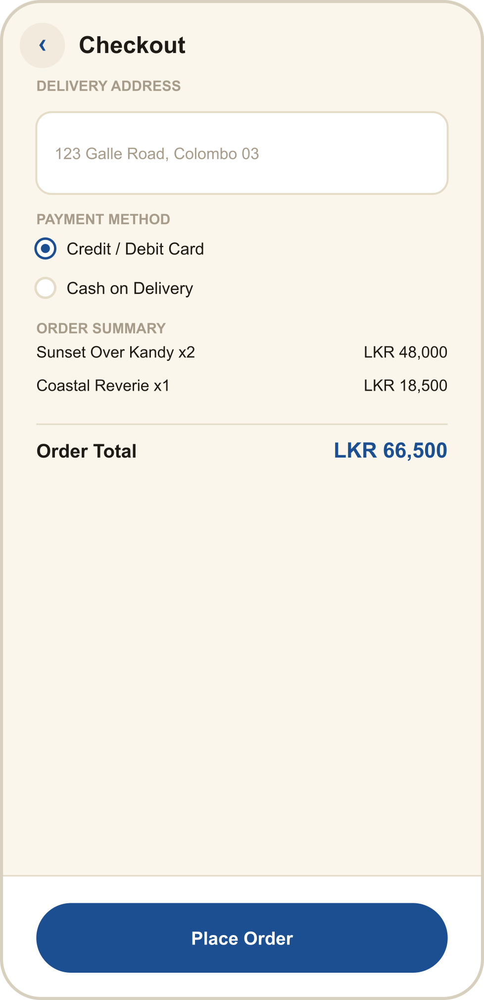 ‹ Checkout
DELIVERY ADDRESS
123 Galle Road, Colombo 03
PAYMENT METHOD
Credit / Debit Card
Cash on Delivery
ORDER SUMMARY
Sunset Over Kandy x2 LKR 48,000
Coastal Reverie x1 LKR 18,500
Order Total LKR 66,500
Place Order